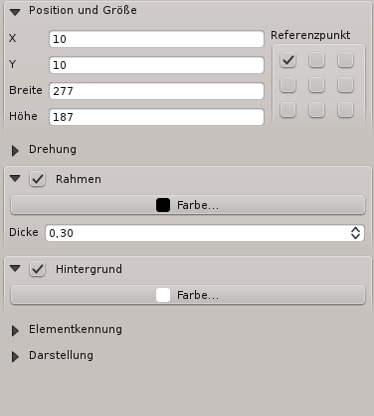 Position und Größe
X 10
Referenzpunkt
Y 10
Breite 277
Höhe 187
Drehung
Rahmen
Farbe...
Dicke 0,30
Hintergrund
Farbe...
Elementkennung
Darstellung